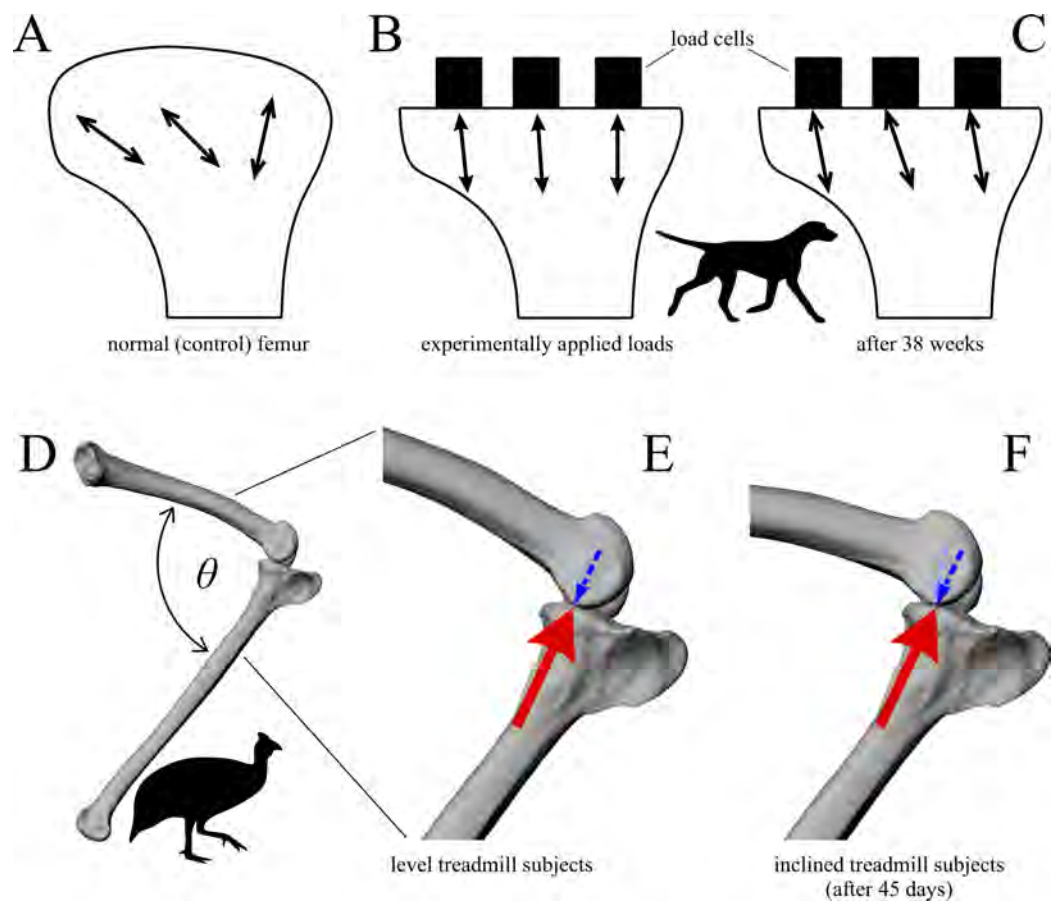 A
B
load cells
C
normal (control) femur
experimentally applied loads
after 38 weeks
D
θ
E
F
level treadmill subjects
inclined treadmill subjects
(after 45 days)